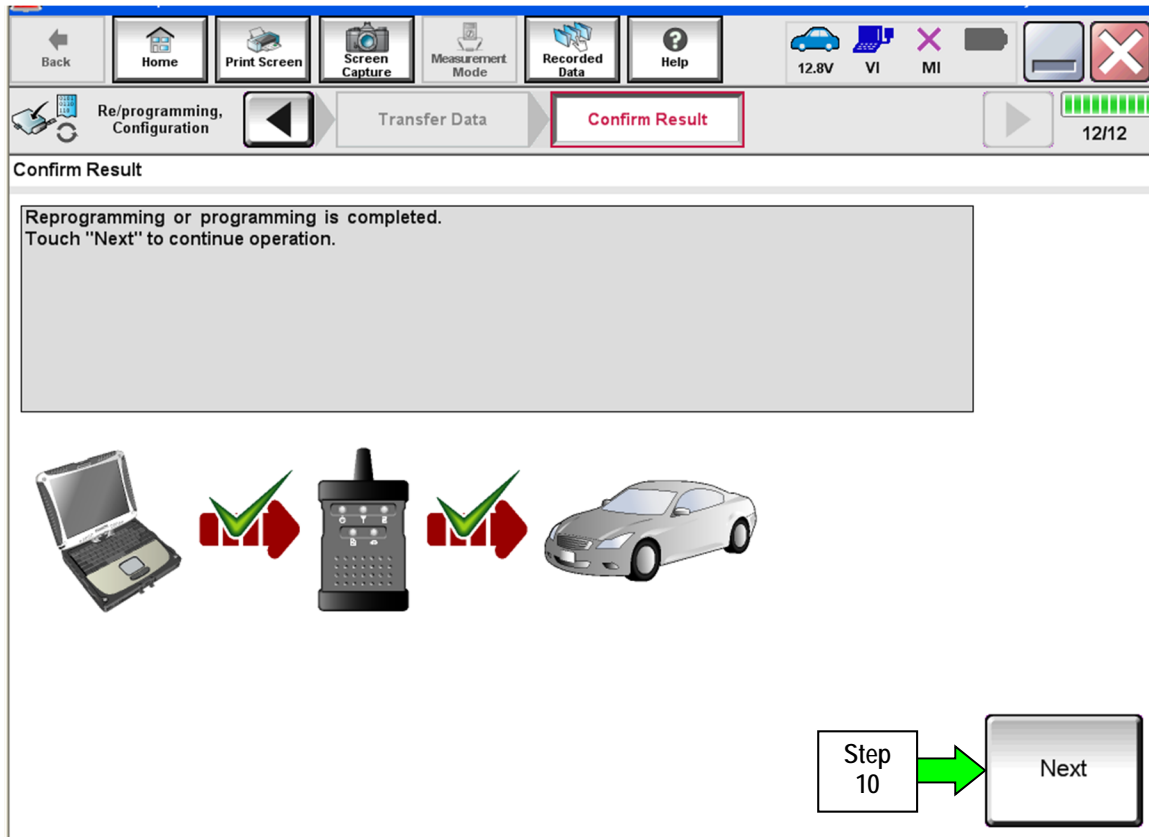 Back
Home
Print Screen
Screen
Capture
Measurement
Mode
Recorded
Data
Help
12.8V
VI
MI
Re/programming,
Configuration
Transfer Data
Confirm Result
12/12
Confirm Result
Reprogramming or programming is completed.
Touch "Next" to continue operation.
Step
10
Next